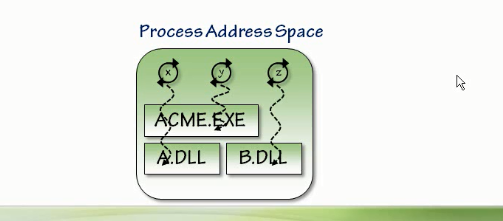 Process Address Space
x y z
ACME.EXE
A.DLL B.DLL